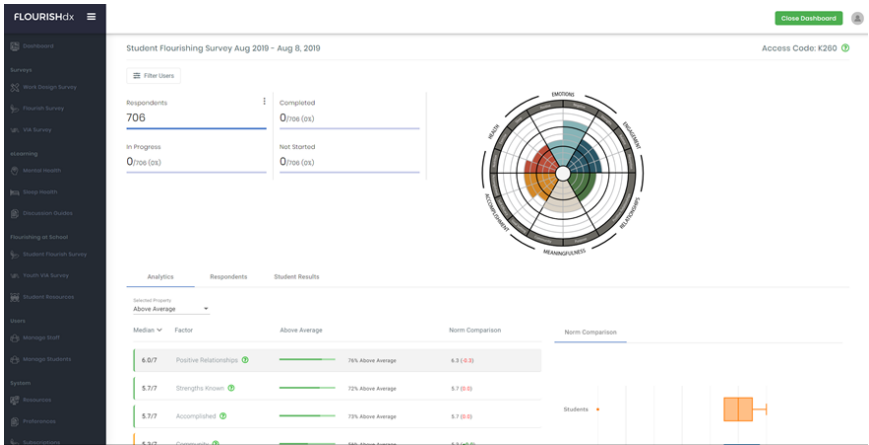 FLOURISHdx
Close Dashboard
Dashboard
Student Flourishing Survey Aug 2019 - Aug 8, 2019
Access Code: K260
Surveys
Filter Users
Work Design Survey
Flourish Survey
VIA Survey
Respondents
706
Completed
0/706 (0%)
In Progress
0/706 (0%)
Not Started
0/706 (0%)
EMOTIONS
ENGAGEMENT
RELATIONSHIPS
MEANINGFULNESS
ACCOMPLISHMENT
HEALTH
eLearning
Mental Health
Sleep Health
Discussion Guides
Flourishing at School
Student Flourish Survey
Youth VIA Survey
Student Resources
Users
Manage Staff
Manage Students
System
Resources
Preferences
Subscriptions
Analytics
Respondents
Student Results
Selected Property
Above Average
Median
Factor
Above Average
Norm Comparison
Norm Comparison
6.0/7
Positive Relationships
76% Above Average
6.3 (-0.3)
5.7/7
Strengths Known
72% Above Average
5.7 (0.0)
5.7/7
Accomplished
73% Above Average
5.7 (0.0)
Students
Community